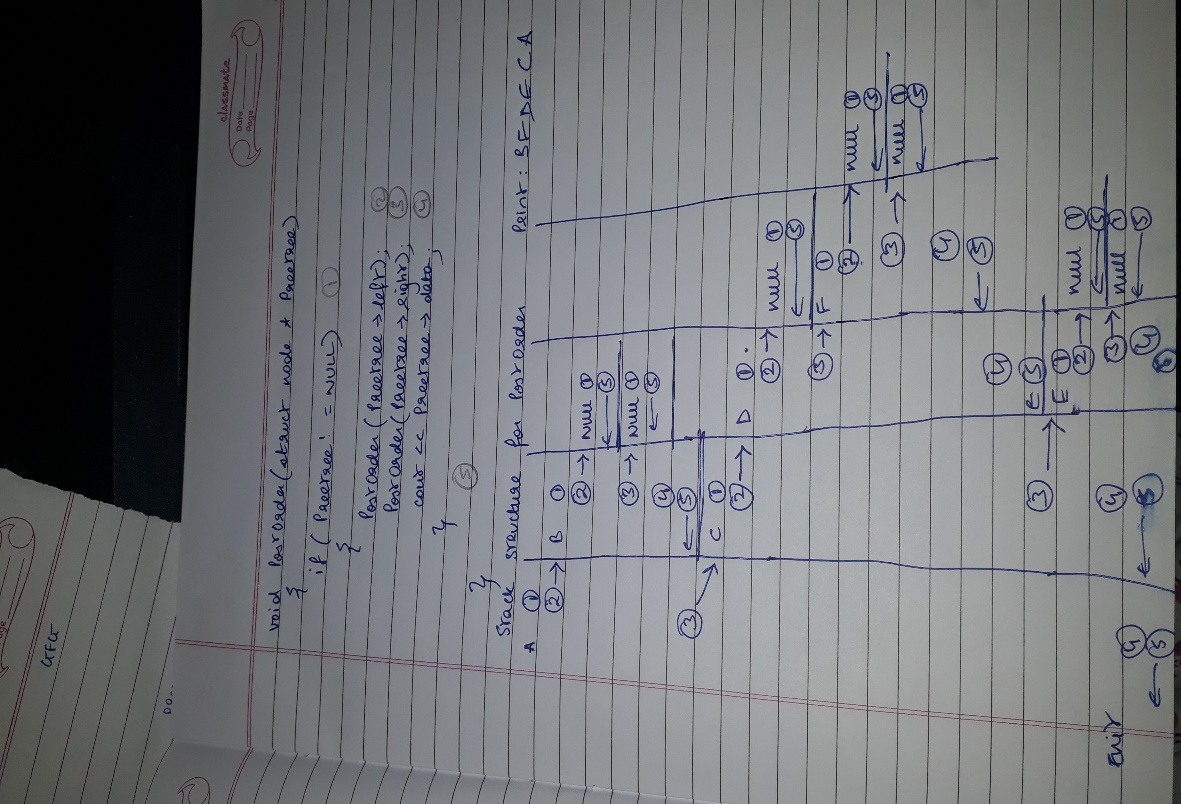 classmate
Date
Page
void PostOrder(struct node * Ptree)
{
if ( Ptree ! = NULL) ①
{
PostOrder (Ptree → left); ②
PostOrder (Ptree → right); ③
cout << Ptree → data; ④
}
⑤
}
Stack structure for PostOrder Print: BFDECA
A ①
② → B ①
② → NULL ①
← ⑤
③ → NULL ①
← ⑤
④
← ⑤
③ → C ①
② → D ①
② → null ①
← ⑤
③ → F ①
② → null ①
← ⑤
③ → null ①
← ⑤
④
← ⑤
④
← ⑤
③ → E ①
② → null ①
← ⑤
③ → null ①
← ⑤
④
④
← ⑤
④
Exit ← ⑤
GFG
Do..